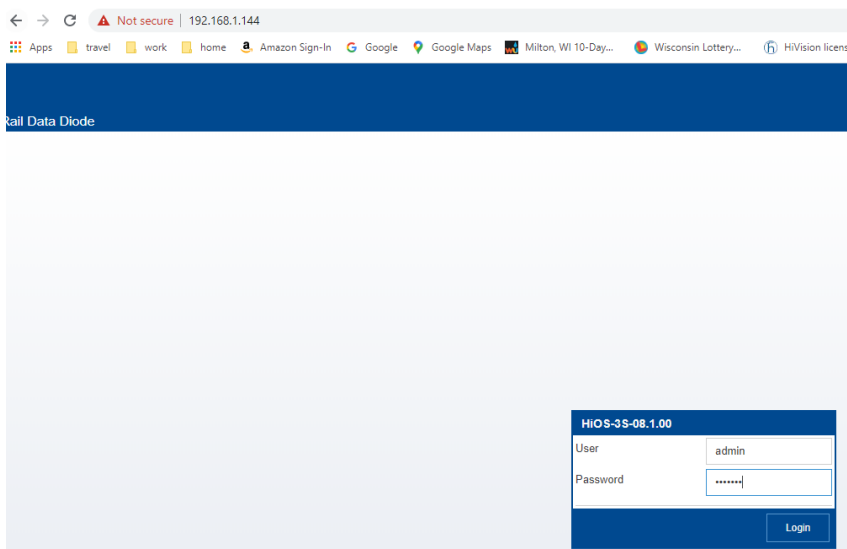 Not secure | 192.168.1.144
Apps travel work home Amazon Sign-In Google Google Maps Milton, WI 10-Day... Wisconsin Lottery... HiVision licens
Rail Data Diode
HiOS-3S-08.1.00
User admin
Password •••••••
Login